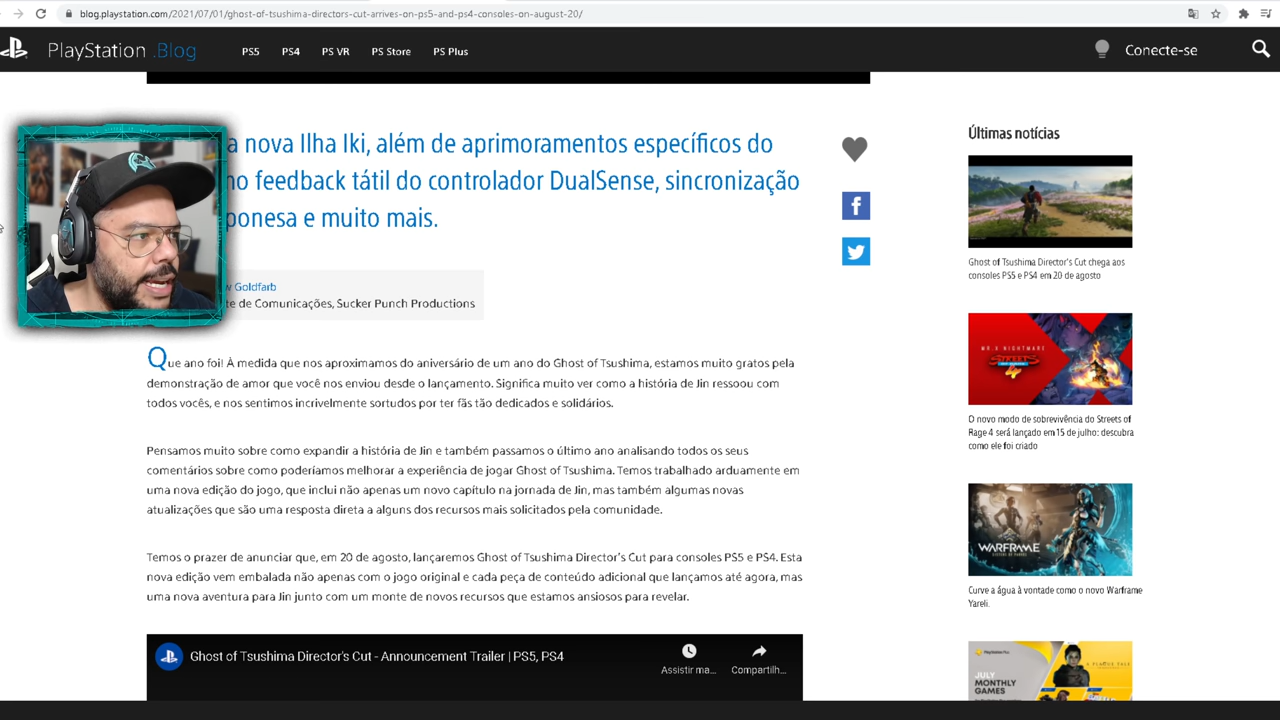 blog.playstation.com/2021/07/01/ghost-of-tsushima-directors-cut-arrives-on-ps5-and-ps4-consoles-on-august-20/
PlayStation.Blog
PS5 PS4 PS VR PS Store PS Plus
Conecte-se
a nova Ilha Iki, além de aprimoramentos específicos do
no feedback tátil do controlador DualSense, sincronização
ponesa e muito mais.
Goldfarb
te de Comunicações, Sucker Punch Productions
Que ano foi! À medida que nos aproximamos do aniversário de um ano do Ghost of Tsushima, estamos muito gratos pela
demonstração de amor que você nos enviou desde o lançamento. Significa muito ver como a história de Jin ressoou com
todos vocês, e nos sentimos incrivelmente sortudos por ter fãs tão dedicados e solidários.
Pensamos muito sobre como expandir a história de Jin e também passamos o último ano analisando todos os seus
comentários sobre como poderíamos melhorar a experiência de jogar Ghost of Tsushima. Temos trabalhado arduamente em
uma nova edição do jogo, que inclui não apenas um novo capítulo na jornada de Jin, mas também algumas novas
atualizações que são uma resposta direta a alguns dos recursos mais solicitados pela comunidade.
Temos o prazer de anunciar que, em 20 de agosto, lançaremos Ghost of Tsushima Director's Cut para consoles PS5 e PS4. Esta
nova edição vem embalada não apenas com o jogo original e cada peça de conteúdo adicional que lançamos até agora, mas
uma nova aventura para Jin junto com um monte de novos recursos que estamos ansiosos para revelar.
Ghost of Tsushima Director's Cut - Announcement Trailer | PS5, PS4
Assistir ma...
Compartilh...
Últimas notícias
Ghost of Tsushima Director's Cut chega aos
consoles PS5 e PS4 em 20 de agosto
MR. X NIGHTMARE
STREETS
4
O novo modo de sobrevivência do Streets of
Rage 4 será lançado em 15 de julho: descubra
como ele foi criado
WARFRAME
Curve a água à vontade como o novo Warframe
Yareli.
PlayStation Plus
JULY
MONTHLY
GAMES
A PLAGUE TALE